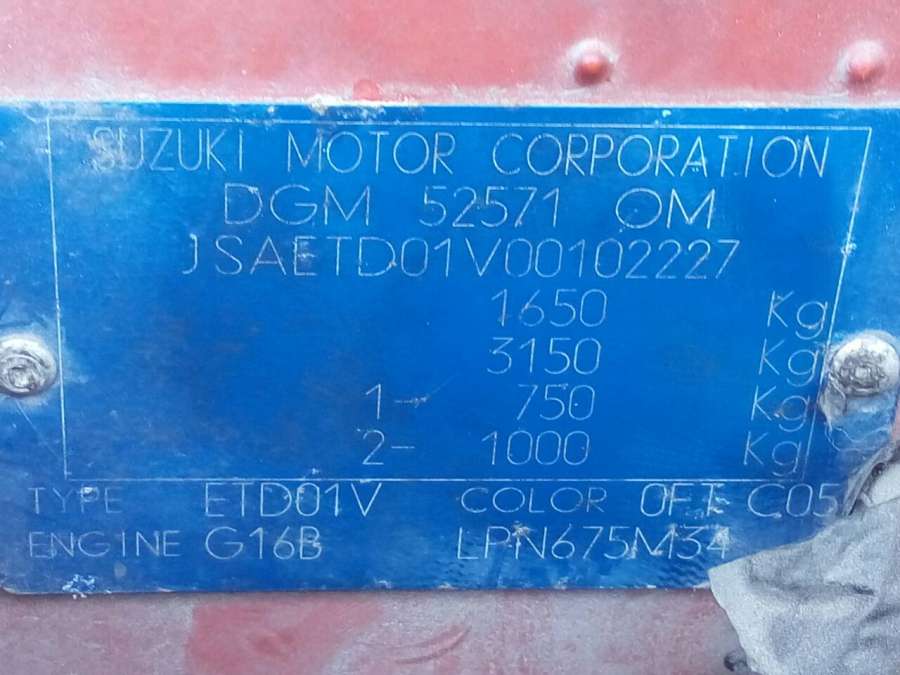 SUZUKI MOTOR CORPORATION
DGM 52571 OM
JSAETD01V00102227
1650 Kg
3150 Kg
1- 750 Kg
2- 1000 Kg
TYPE ETD01V COLOR 0FT C05
ENGINE G16B LPN675M34